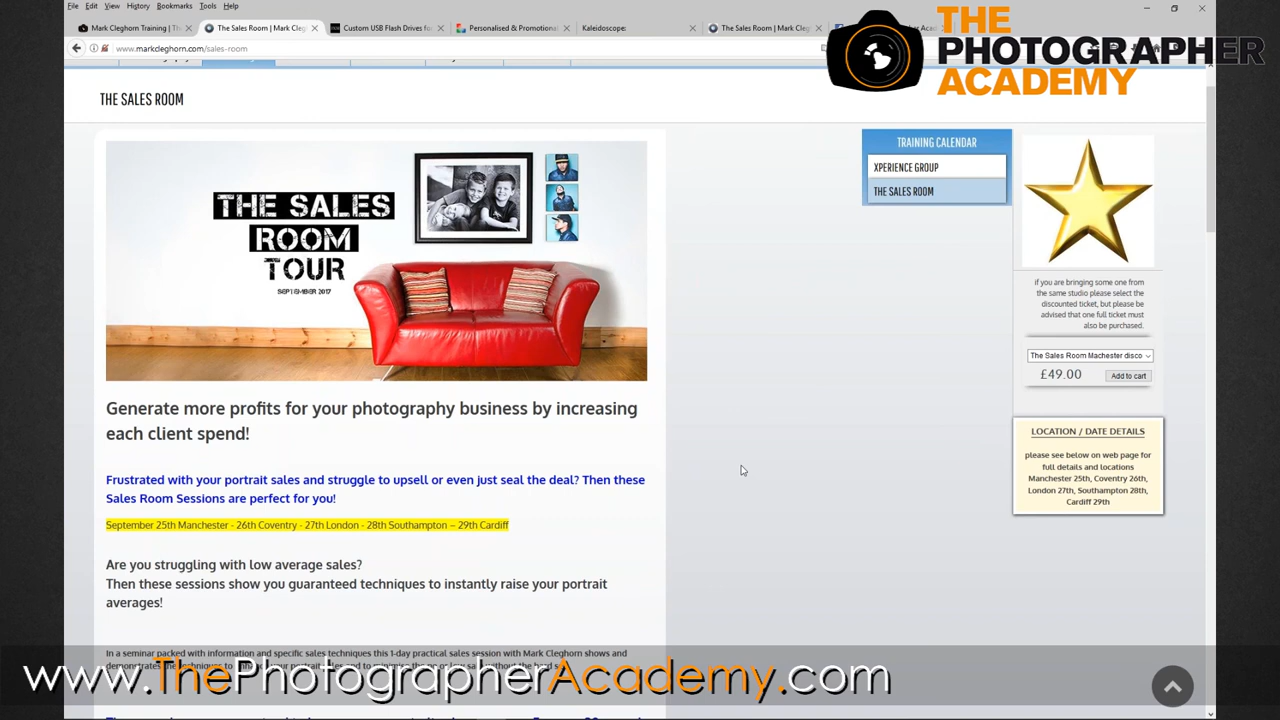 File Edit View History Bookmarks Tools Help
Mark Cleghorn Training | Th
The Sales Room | Mark Cleg
Custom USB Flash Drives for
Personalised & Promotiona
Kaleidoscope:
The Sales Room | Mark Cleg
www.markcleghorn.com/sales-room
THE
PHOTOGRAPHER
ACADEMY
THE SALES ROOM
THE SALES
ROOM
TOUR
SEPTEMBER 2017
TRAINING CALENDAR
XPERIENCE GROUP
THE SALES ROOM
if you are bringing some one from
the same studio please select the
discounted ticket, but please be
advised that one full ticket must
also be purchased.
The Sales Room Machester disco
£49.00 Add to cart
LOCATION / DATE DETAILS
please see below on web page for
full details and locations
Manchester 25th, Coventry 26th,
London 27th, Southampton 28th,
Cardiff 29th
Generate more profits for your photography business by increasing
each client spend!
Frustrated with your portrait sales and struggle to upsell or even just seal the deal? Then these
Sales Room Sessions are perfect for you!
September 25th Manchester - 26th Coventry - 27th London - 28th Southampton – 29th Cardiff
Are you struggling with low average sales?
Then these sessions show you guaranteed techniques to instantly raise your portrait
averages!
In a seminar packed with information and specific sales techniques this 1-day practical sales session with Mark Cleghorn shows and
www.ThePhotographerAcademy.com